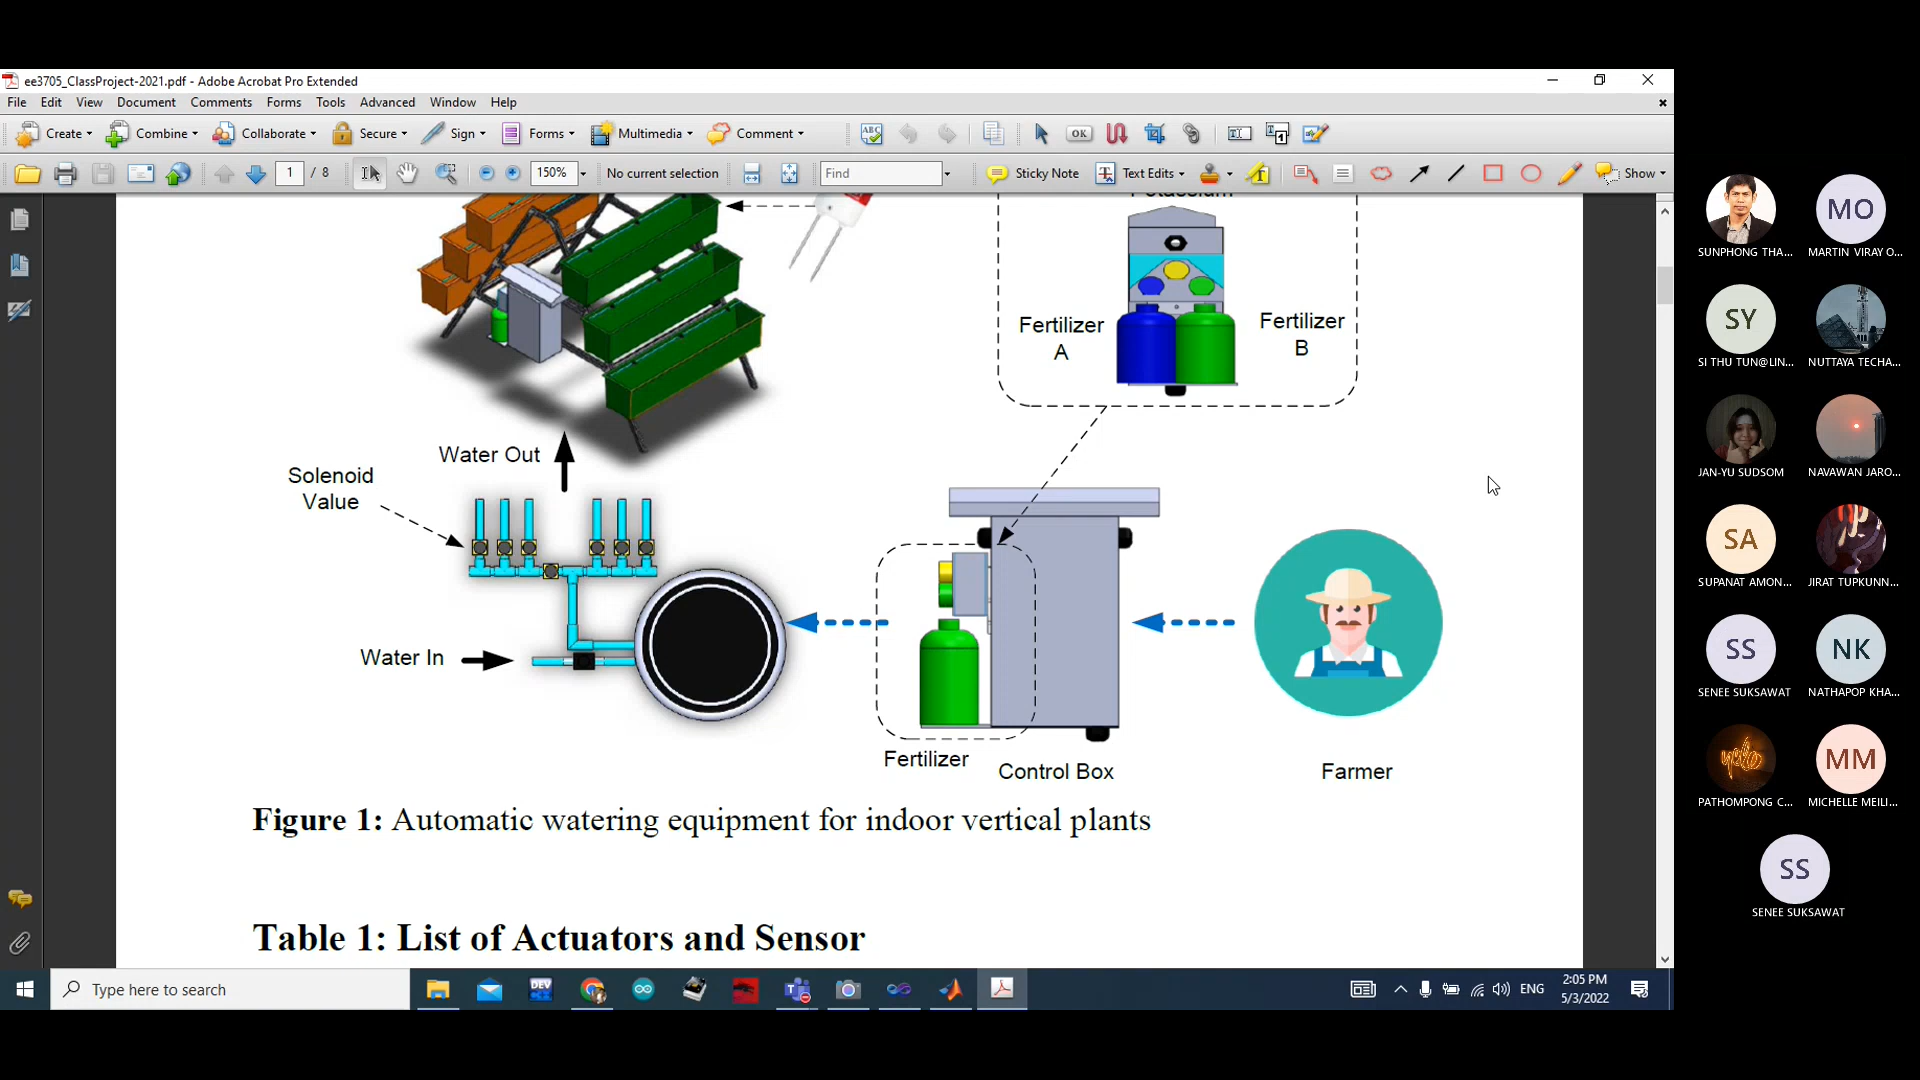 ee3705_ClassProject-2021.pdf - Adobe Acrobat Pro Extended
File Edit View Document Comments Forms Tools Advanced Window Help
Create Combine Collaborate Secure Sign Forms Multimedia Comment
1 / 8 150% No current selection Find Sticky Note Text Edits Show
Potassium
Fertilizer
A
Fertilizer
B
Water Out
Solenoid
Value
Water In
Fertilizer
Control Box
Farmer
Figure 1: Automatic watering equipment for indoor vertical plants
Table 1: List of Actuators and Sensor
Type here to search
DEV
ENG
2:05 PM
5/3/2022
MO
SUNPHONG THA...
MARTIN VIRAY O...
SY
SI THU TUN@LIN...
NUTTAYA TECHA...
JAN-YU SUDSOM
NAVAWAN JARO...
SA
SUPANAT AMON...
JIRAT TUPKUNN...
SS
NK
SENEE SUKSAWAT
NATHAPOP KHA...
yolo
MM
PATHOMPONG C...
MICHELLE MEILI...
SS
SENEE SUKSAWAT